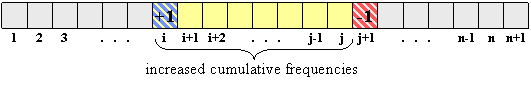 +1 -1
1 2 3 . . . i i+1 i+2 . . . j-1 j j+1 . . . n-1 n n+1
increased cumulative frequencies